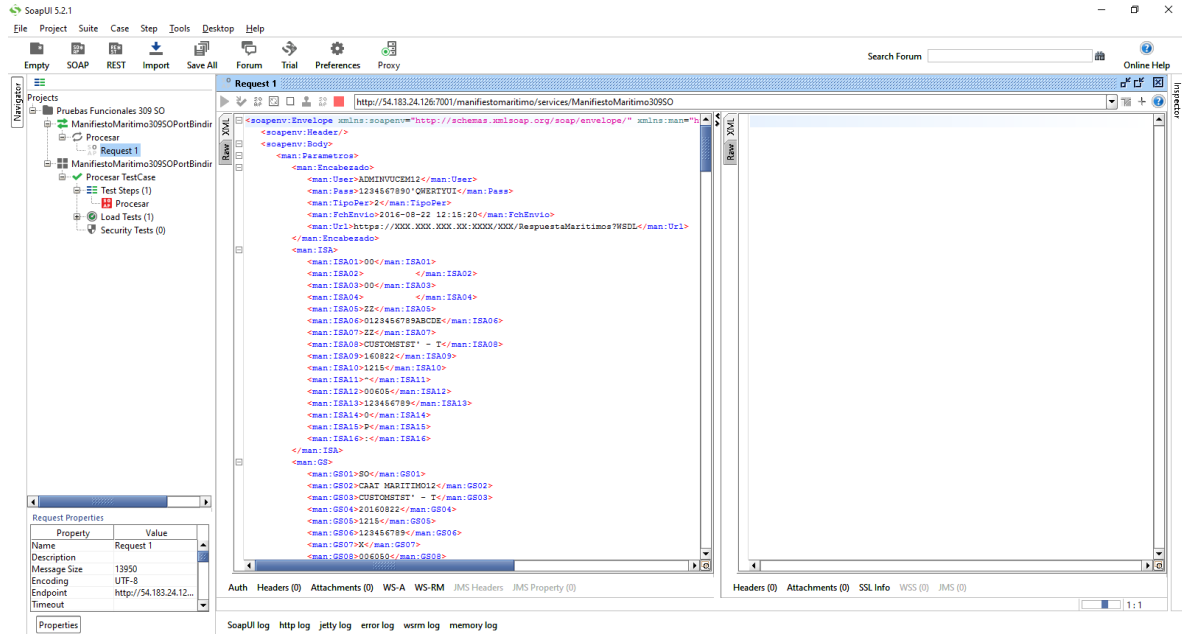 SoapUI 5.2.1
File Project Suite Case Step Tools Desktop Help
Empty SOAP REST Import Save All Forum Trial Preferences Proxy
Search Forum
Online Help
Navigator
Projects
Pruebas Funcionales 309 SO
ManifiestoMaritimo309SOPortBindir
Procesar
Request 1
ManifiestoMaritimo309SOPortBindir
Procesar TestCase
Test Steps (1)
Procesar
Load Tests (1)
Security Tests (0)
Request Properties
Property Value
Name Request 1
Description
Message Size 13950
Encoding UTF-8
Endpoint http://54.183.24.12...
Timeout
Properties
Request 1
http://54.183.24.126:7001/manifiestomaritimo/services/ManifiestoMaritimo309SO
XML
Raw
<soapenv:Envelope xmlns:soapenv="http://schemas.xmlsoap.org/soap/envelope/" xmlns:man="h
<soapenv:Header/>
<soapenv:Body>
<man:Parametros>
<man:Encabezado>
<man:User>ADMINVUCEM12</man:User>
<man:Pass>1234567890'QWERTYUI</man:Pass>
<man:TipoPer>2</man:TipoPer>
<man:FchEnvio>2016-08-22 12:15:20</man:FchEnvio>
<man:Url>https://XXX.XXX.XXX.XX:XXXX/XXX/RespuestaMaritimos?WSDL</man:Url>
</man:Encabezado>
<man:ISA>
<man:ISA01>00</man:ISA01>
<man:ISA02>          </man:ISA02>
<man:ISA03>00</man:ISA03>
<man:ISA04>          </man:ISA04>
<man:ISA05>ZZ</man:ISA05>
<man:ISA06>0123456789ABCDE</man:ISA06>
<man:ISA07>ZZ</man:ISA07>
<man:ISA08>CUSTOMSTST' - T</man:ISA08>
<man:ISA09>160822</man:ISA09>
<man:ISA10>1215</man:ISA10>
<man:ISA11>^</man:ISA11>
<man:ISA12>00605</man:ISA12>
<man:ISA13>123456789</man:ISA13>
<man:ISA14>0</man:ISA14>
<man:ISA15>P</man:ISA15>
<man:ISA16>:</man:ISA16>
</man:ISA>
<man:GS>
<man:GS01>SO</man:GS01>
<man:GS02>CAAT MARITIMO12</man:GS02>
<man:GS03>CUSTOMSTST' - T</man:GS03>
<man:GS04>20160822</man:GS04>
<man:GS05>1215</man:GS05>
<man:GS06>123456789</man:GS06>
<man:GS07>X</man:GS07>
<man:GS08>006050</man:GS08>
Auth Headers (0) Attachments (0) WS-A WS-RM JMS Headers JMS Property (0)
XML
Raw
Headers (0) Attachments (0) SSL Info WSS (0) JMS (0)
1 : 1
Inspector
SoapUI log http log jetty log error log wsrm log memory log